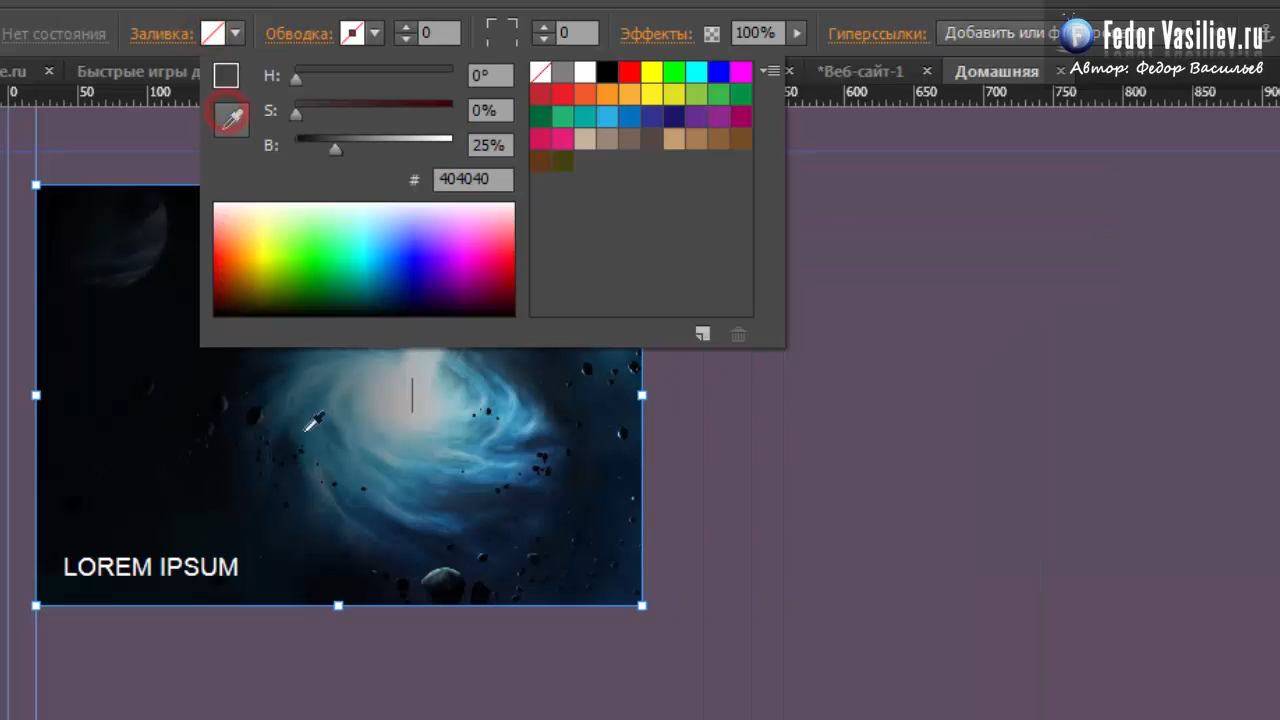 Нет состояния Заливка: Обводка: 0 0 Эффекты: 100% Гиперссылки:
Fedor Vasiliev.ru
Автор: Федор Васильев
e.ru × Быстрые игры д × *Веб-сайт-1 × Домашняя ×
0 50 100 600 650 700 750 800 850 900
H: 0°
S: 0%
B: 25%
# 404040
LOREM IPSUM